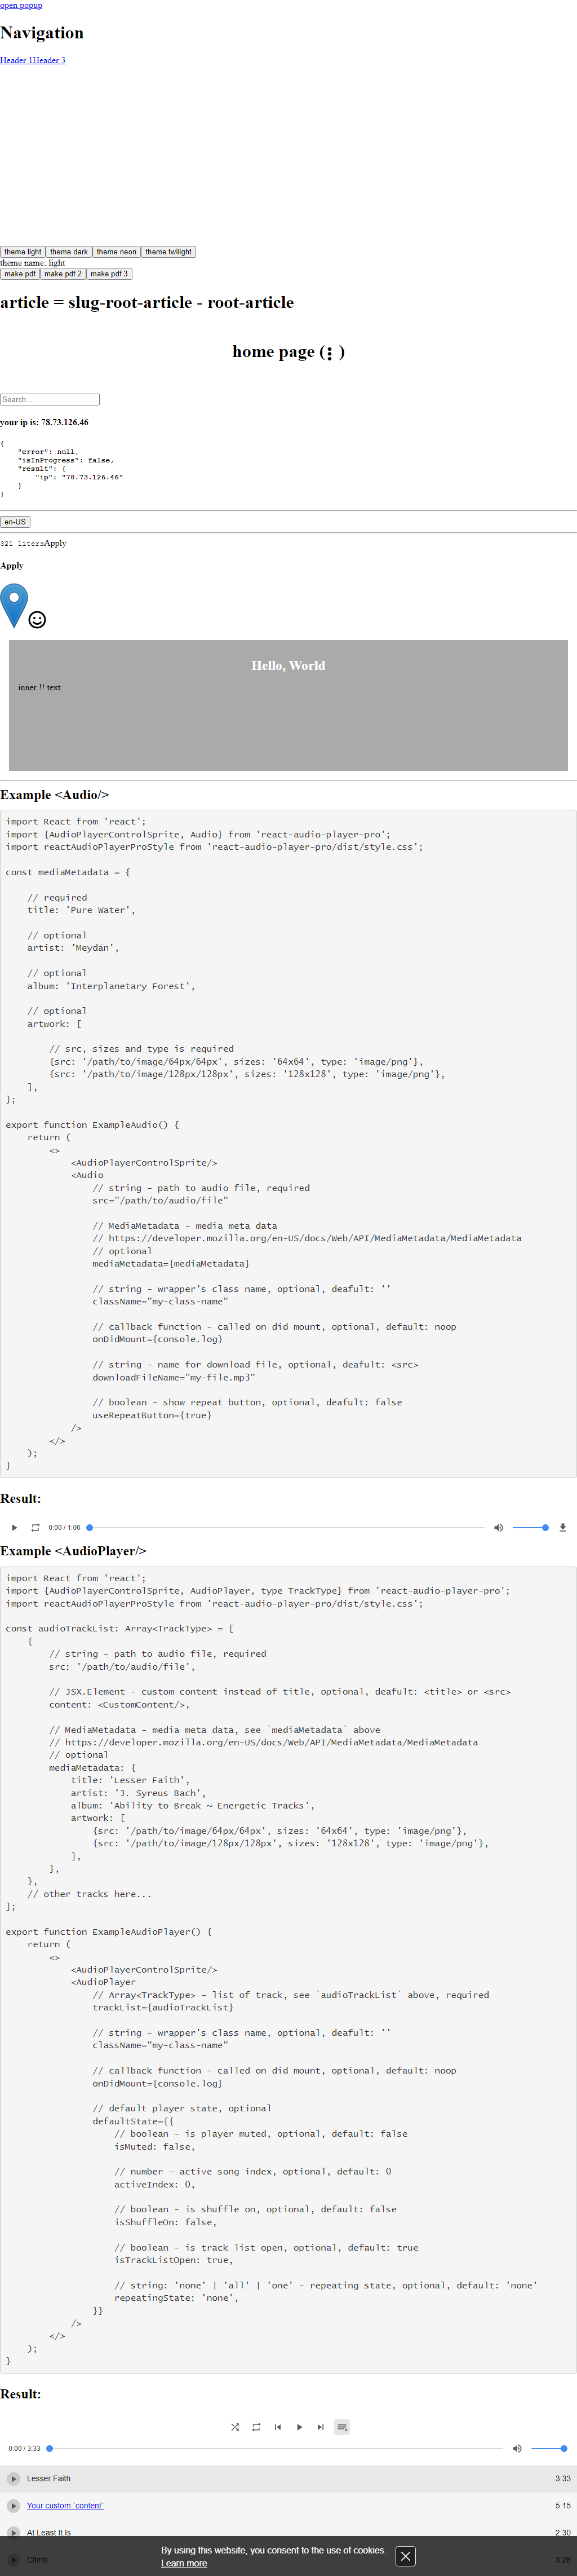 open popup
Navigation
Header 1Header 3
theme light theme dark theme neon theme twilight
theme name: light
make pdf make pdf 2 make pdf 3
article = slug-root-article - root-article
home page (⋮)
Search...
your ip is: 78.73.126.46
{
    "error": null,
    "isInProgress": false,
    "result": {
        "ip": "78.73.126.46"
    }
}
en-US
321 litersApply
Apply
Hello, World
inner !! text
Example <Audio/>
import React from 'react';
import {AudioPlayerControlSprite, Audio} from 'react-audio-player-pro';
import reactAudioPlayerProStyle from 'react-audio-player-pro/dist/style.css';
const mediaMetadata = {
    // required
    title: 'Pure Water',
    // optional
    artist: 'Meydän',
    // optional
    album: 'Interplanetary Forest',
    // optional
    artwork: [
        // src, sizes and type is required
        {src: '/path/to/image/64px/64px', sizes: '64x64', type: 'image/png'},
        {src: '/path/to/image/128px/128px', sizes: '128x128', type: 'image/png'},
    ],
};
export function ExampleAudio() {
    return (
        <>
            <AudioPlayerControlSprite/>
            <Audio
                // string - path to audio file, required
                src="/path/to/audio/file"
                // MediaMetadata - media meta data
                // https://developer.mozilla.org/en-US/docs/Web/API/MediaMetadata/MediaMetadata
                // optional
                mediaMetadata={mediaMetadata}
                // string - wrapper's class name, optional, deafult: ''
                className="my-class-name"
                // callback function - called on did mount, optional, default: noop
                onDidMount={console.log}
                // string - name for download file, optional, deafult: <src>
                downloadFileName="my-file.mp3"
                // boolean - show repeat button, optional, deafult: false
                useRepeatButton={true}
            />
        </>
    );
}
Result:
0:00 / 1:06
Example <AudioPlayer/>
import React from 'react';
import {AudioPlayerControlSprite, AudioPlayer, type TrackType} from 'react-audio-player-pro';
import reactAudioPlayerProStyle from 'react-audio-player-pro/dist/style.css';
const audioTrackList: Array<TrackType> = [
    {
        // string - path to audio file, required
        src: '/path/to/audio/file',
        // JSX.Element - custom content instead of title, optional, deafult: <title> or <src>
        content: <CustomContent/>,
        // MediaMetadata - media meta data, see `mediaMetadata` above
        // https://developer.mozilla.org/en-US/docs/Web/API/MediaMetadata/MediaMetadata
        // optional
        mediaMetadata: {
            title: 'Lesser Faith',
            artist: 'J. Syreus Bach',
            album: 'Ability to Break ~ Energetic Tracks',
            artwork: [
                {src: '/path/to/image/64px/64px', sizes: '64x64', type: 'image/png'},
                {src: '/path/to/image/128px/128px', sizes: '128x128', type: 'image/png'},
            ],
        },
    },
    // other tracks here...
];
export function ExampleAudioPlayer() {
    return (
        <>
            <AudioPlayerControlSprite/>
            <AudioPlayer
                // Array<TrackType> - list of track, see `audioTrackList` above, required
                trackList={audioTrackList}
                // string - wrapper's class name, optional, deafult: ''
                className="my-class-name"
                // callback function - called on did mount, optional, default: noop
                onDidMount={console.log}
                // default player state, optional
                defaultState={{
                    // boolean - is player muted, optional, default: false
                    isMuted: false,
                    // number - active song index, optional, default: 0
                    activeIndex: 0,
                    // boolean - is shuffle on, optional, default: false
                    isShuffleOn: false,
                    // boolean - is track list open, optional, default: true
                    isTrackListOpen: true,
                    // string: 'none' | 'all' | 'one' - repeating state, optional, default: 'none'
                    repeatingState: 'none',
                }}
            />
        </>
    );
}
Result:
0:00 / 3:33
Lesser Faith 3:33
Your custom `content` 5:15
At Least It Is 2:30
By using this website, you consent to the use of cookies.
Learn more
Climb 3:28